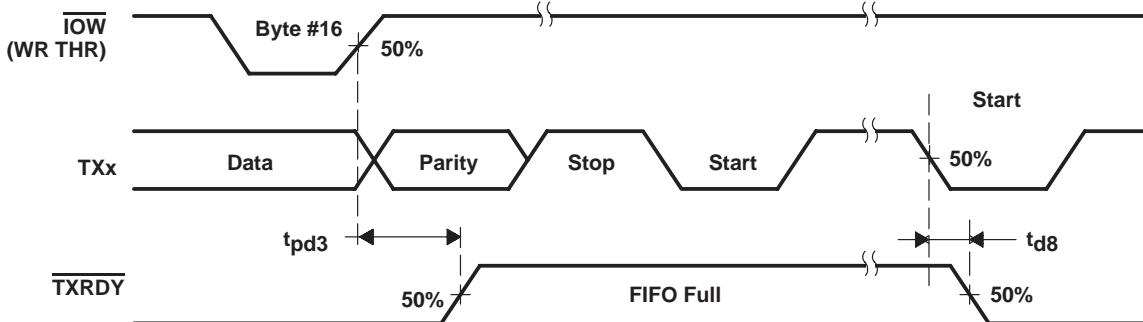 IOW
(WR THR)
Byte #16
50%
Start
TXx
Data
Parity
Stop
Start
50%
tpd3
td8
TXRDY
50%
FIFO Full
50%